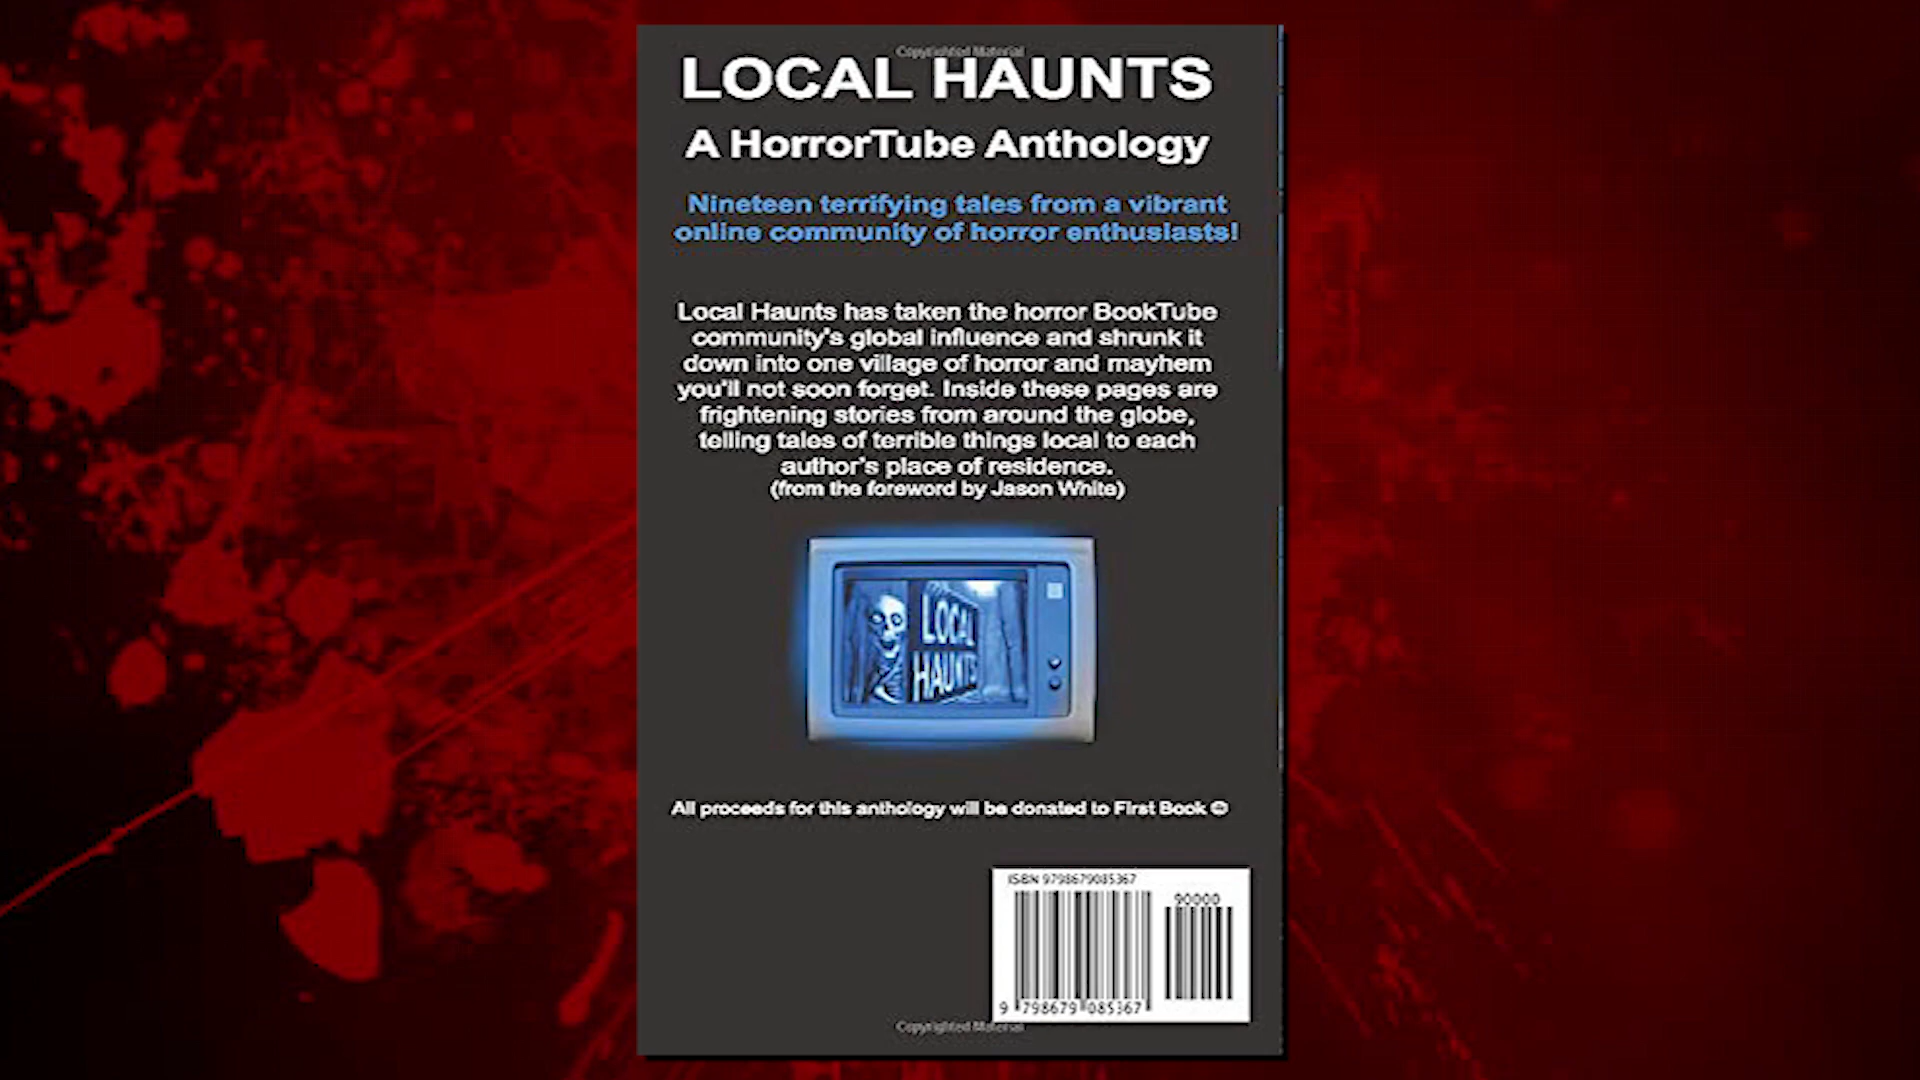 Copyrighted Material
LOCAL HAUNTS
A HorrorTube Anthology
Nineteen terrifying tales from a vibrant
online community of horror enthusiasts!
Local Haunts has taken the horror BookTube
community's global influence and shrunk it
down into one village of horror and mayhem
you'll not soon forget. Inside these pages are
frightening stories from around the globe,
telling tales of terrible things local to each
author's place of residence.
(from the foreword by Jason White)
LOCAL
HAUNTS
All proceeds for this anthology will be donated to First Book ©
ISBN 9798679085367
90000
9 798679 085367
Copyrighted Material